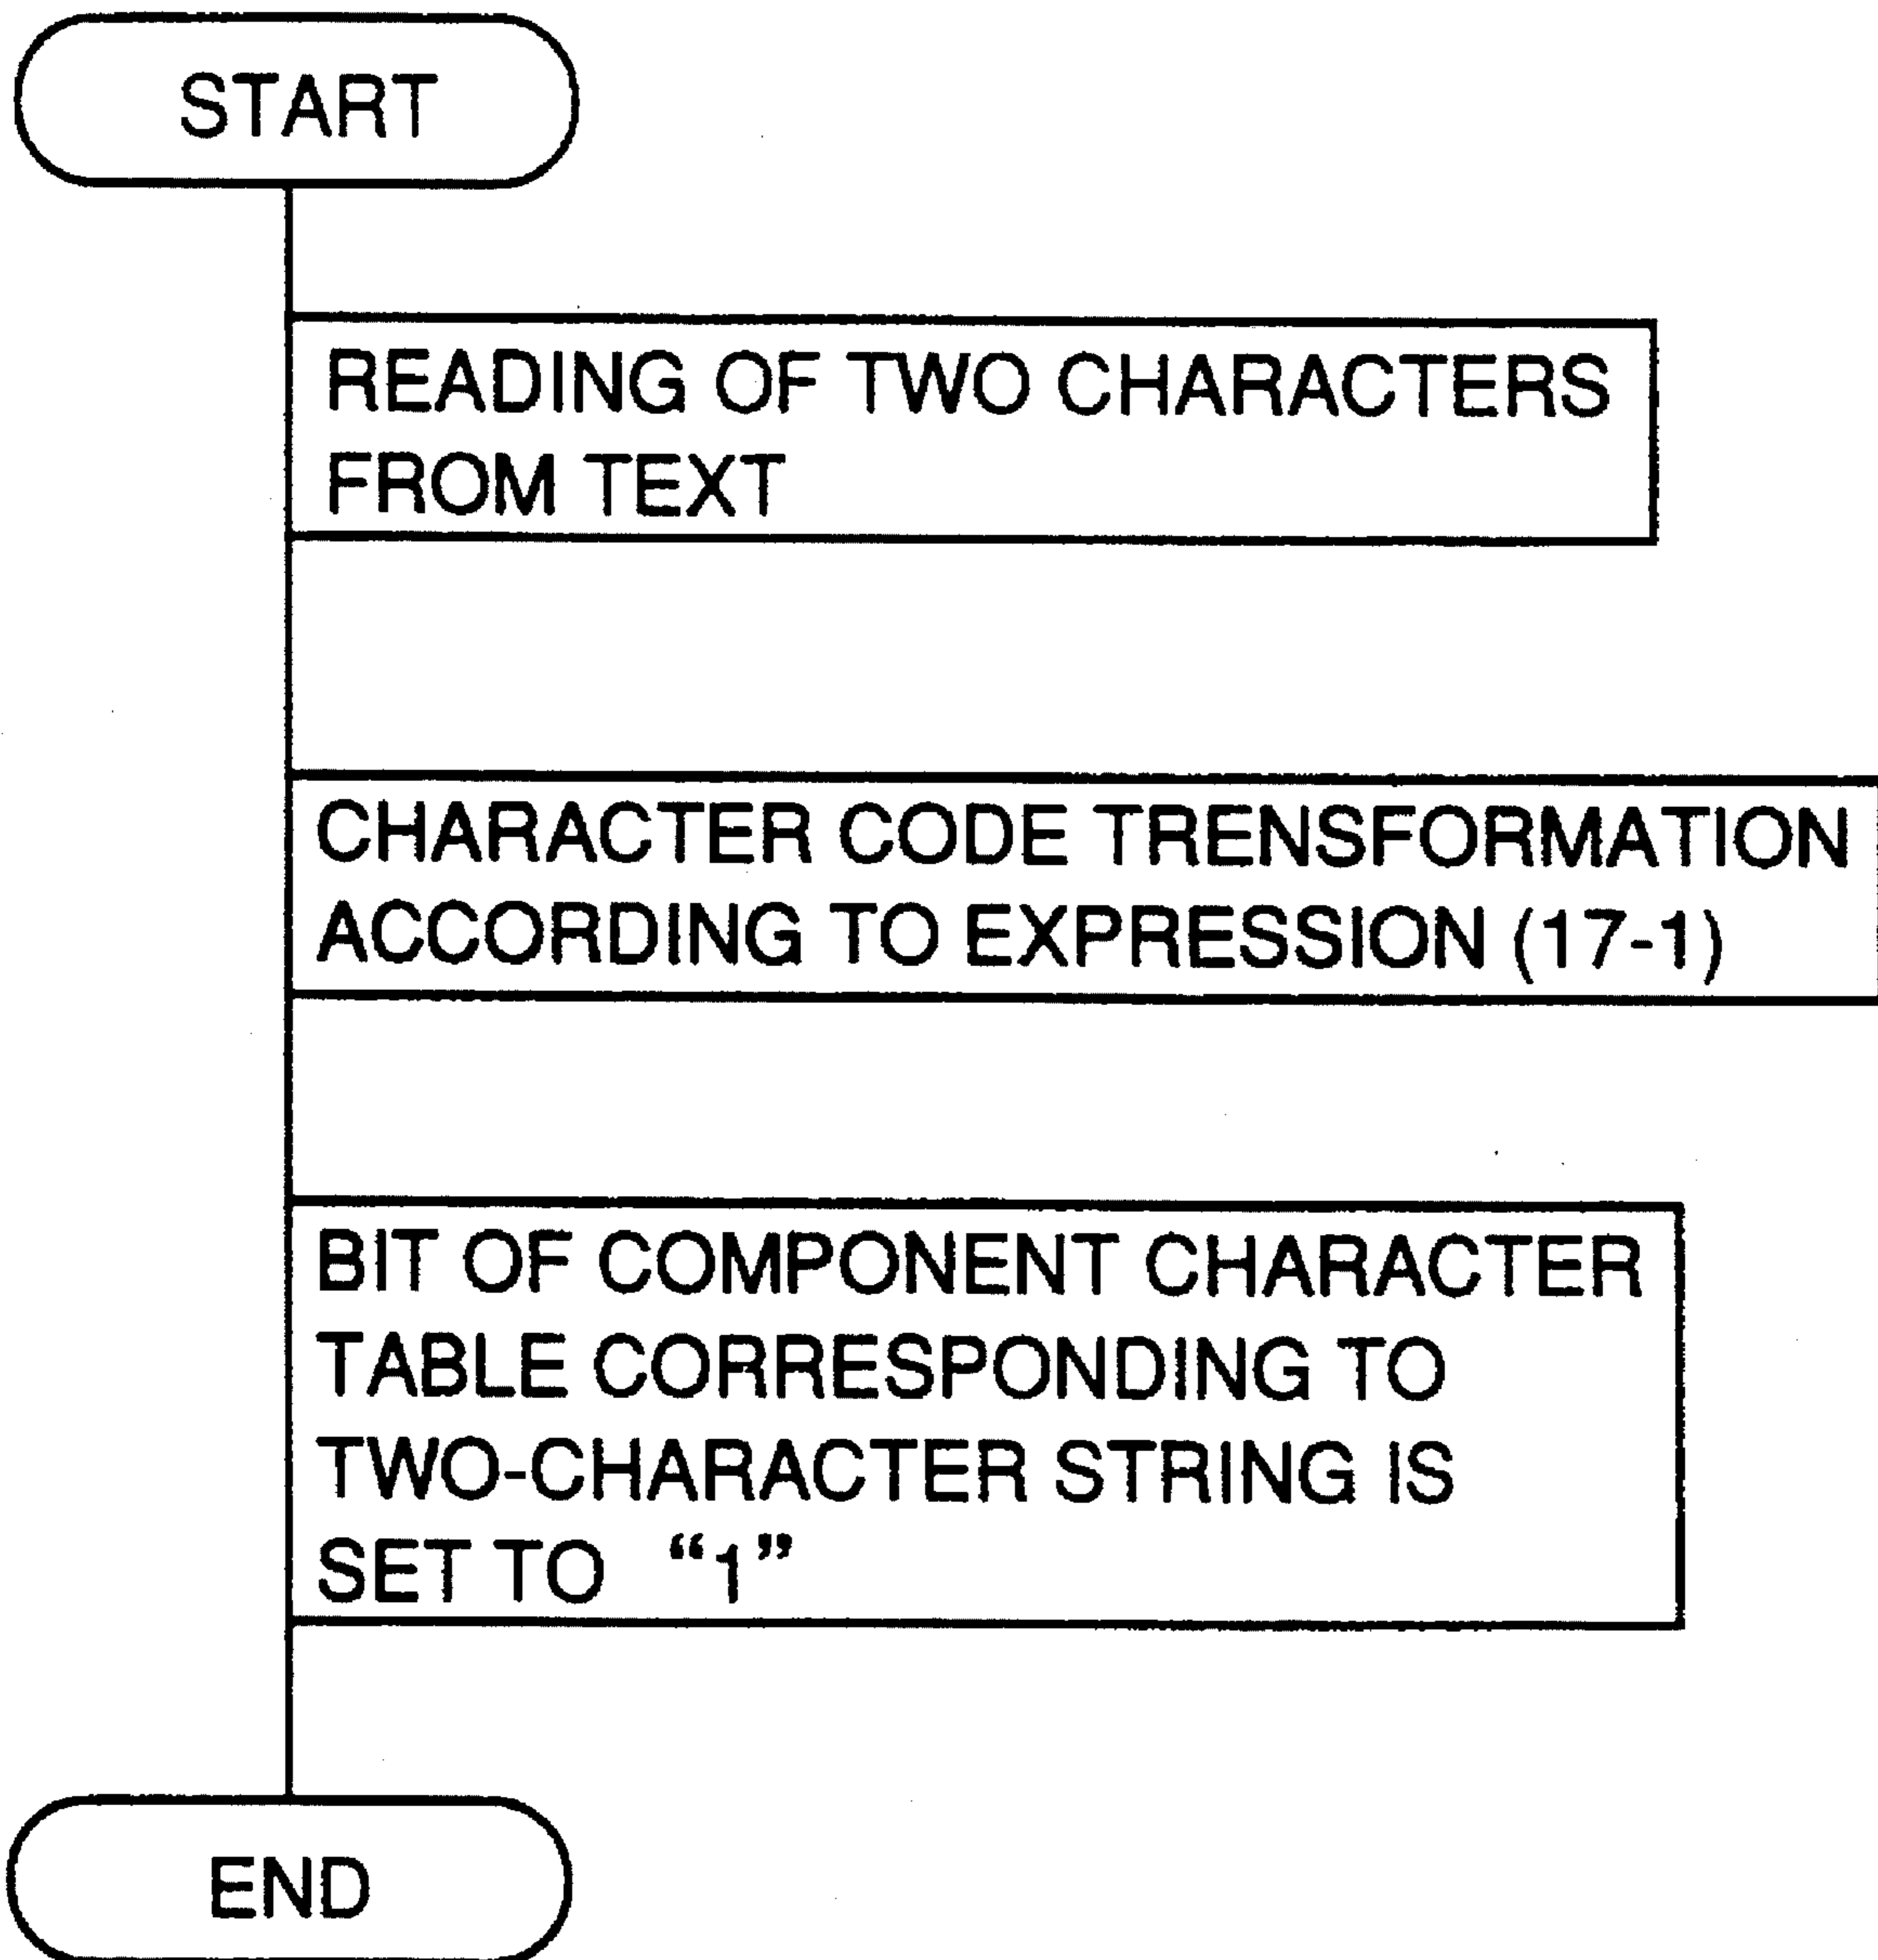 START
READING OF TWO CHARACTERS
FROM TEXT
CHARACTER CODE TRENSFORMATION
ACCORDING TO EXPRESSION (17-1)
BIT OF COMPONENT CHARACTER
TABLE CORRESPONDING TO
TWO-CHARACTER STRING IS
SET TO “1”
END